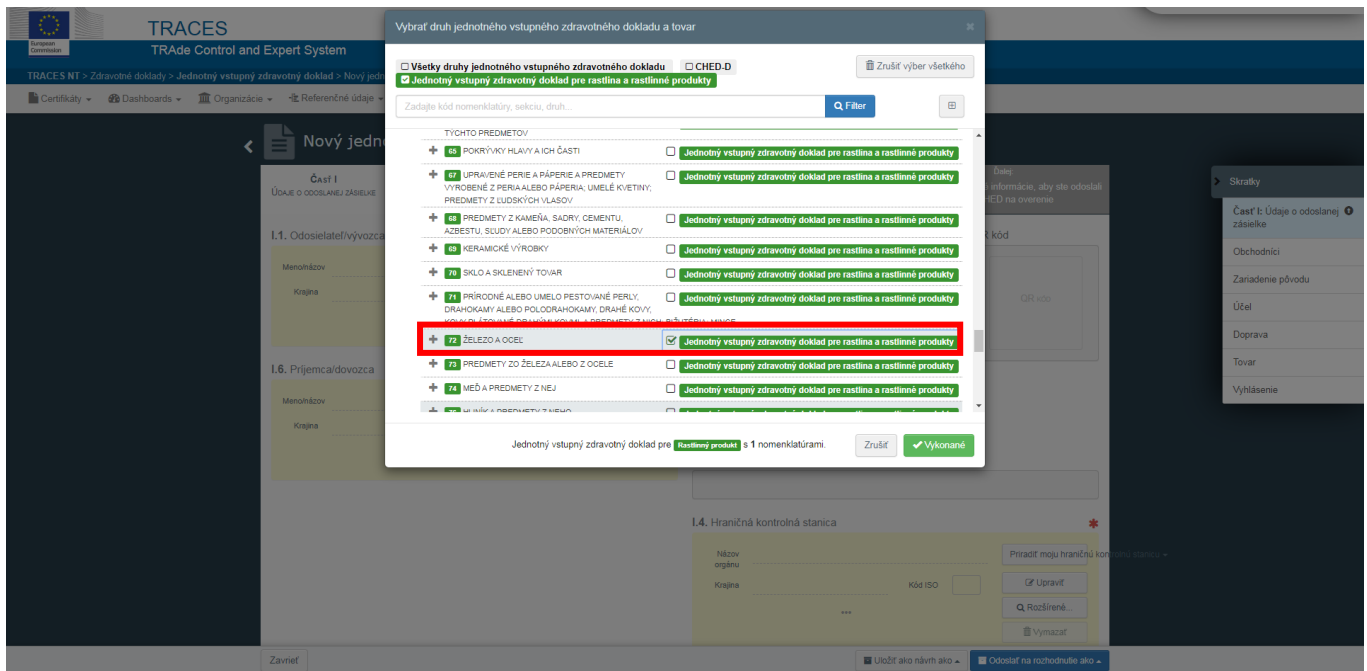 TRACES
TRAde Control and Expert System
European
Commission
TRACES NT > Zdravotné doklady > Jednotný vstupný zdravotný doklad > Nový jedn
Certifikáty
Dashboards
Organizácie
Referenčné údaje
Nový jedno
Vybrať druh jednotného vstupného zdravotného dokladu a tovar
Všetky druhy jednotného vstupného zdravotného dokladu
CHED-D
Zrušiť výber všetkého
Jednotný vstupný zdravotný doklad pre rastlina a rastlinné produkty
Zadajte kód nomenklatúry, sekciu, druh...
Filter
TÝCHTO PREDMETOV
65 POKRÝVKY HLAVY A ICH ČASTI
Jednotný vstupný zdravotný doklad pre rastlina a rastlinné produkty
67 UPRAVENÉ PERIE A PÁPERIE A PREDMETY
VYROBENÉ Z PERIA ALEBO PÁPERIA; UMELÉ KVETINY;
PREDMETY Z ĽUDSKÝCH VLASOV
Jednotný vstupný zdravotný doklad pre rastlina a rastlinné produkty
68 PREDMETY Z KAMEŇA, SADRY, CEMENTU,
AZBESTU, SĽUDY ALEBO PODOBNÝCH MATERIÁLOV
Jednotný vstupný zdravotný doklad pre rastlina a rastlinné produkty
69 KERAMICKÉ VÝROBKY
Jednotný vstupný zdravotný doklad pre rastlina a rastlinné produkty
70 SKLO A SKLENENÝ TOVAR
Jednotný vstupný zdravotný doklad pre rastlina a rastlinné produkty
71 PRÍRODNÉ ALEBO UMELO PESTOVANÉ PERLY,
DRAHOKAMY ALEBO POLODRAHOKAMY, DRAHÉ KOVY,
Jednotný vstupný zdravotný doklad pre rastlina a rastlinné produkty
72 ŽELEZO A OCEĽ
Jednotný vstupný zdravotný doklad pre rastlina a rastlinné produkty
73 PREDMETY ZO ŽELEZA ALEBO Z OCELE
Jednotný vstupný zdravotný doklad pre rastlina a rastlinné produkty
74 MEĎ A PREDMETY Z NEJ
Jednotný vstupný zdravotný doklad pre rastlina a rastlinné produkty
Jednotný vstupný zdravotný doklad pre Rastlinný produkt s 1 nomenklatúrami.
Zrušiť
Vykonané
ČASŤ I
ÚDAJE O ODOSLANEJ ZÁSIELKE
I.1. Odosielateľ/vývozca
Meno/názov
Krajina
I.6. Príjemca/dovozca
Meno/názov
Krajina
Ďalej:
informácie, aby ste odoslali
HED na overenie
kód
QR kód
I.4. Hraničná kontrolná stanica
Názov
orgánu
Priradiť moju hraničnú kontrolnú stanicu
Krajina
Kód ISO
Upraviť
Rozšírené...
Vymazať
Skratky
Časť I: Údaje o odoslanej
zásielke
Obchodníci
Zariadenie pôvodu
Účel
Doprava
Tovar
Vyhlásenie
Zavrieť
Uložiť ako návrh ako
Odoslať na rozhodnutie ako